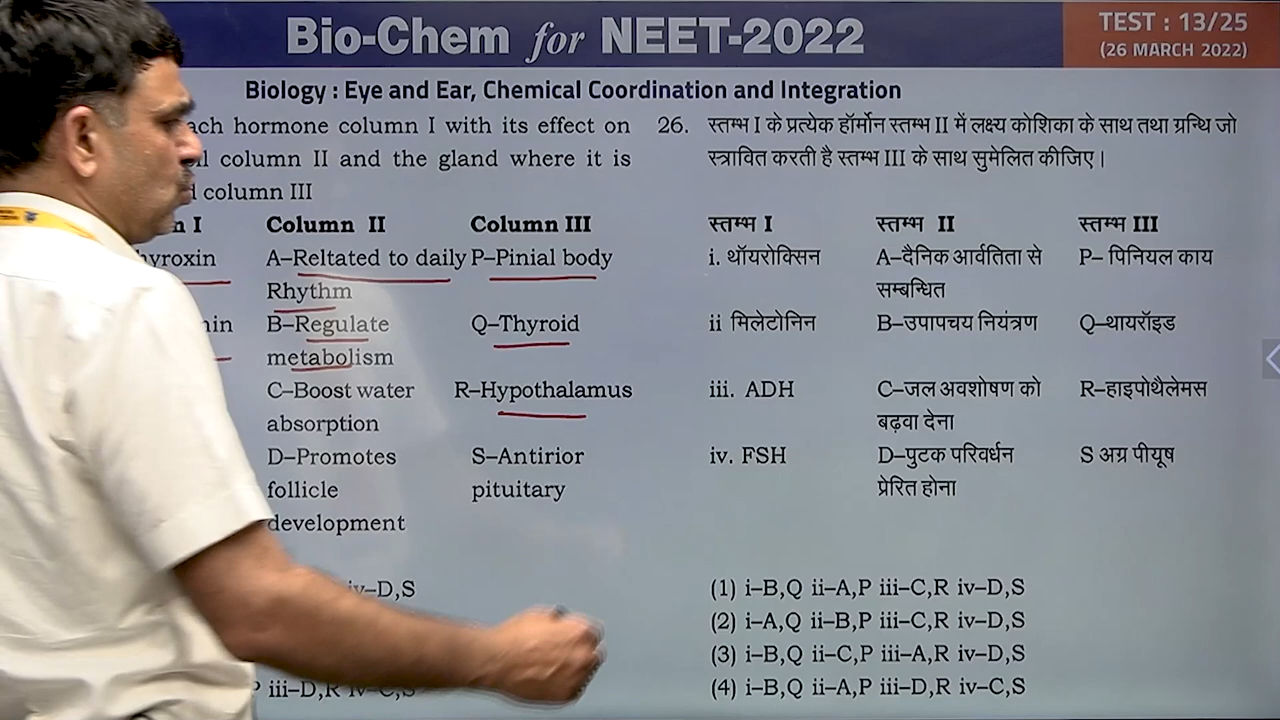 Bio-Chem for NEET-2022
TEST : 13/25
(26 MARCH 2022)
Biology : Eye and Ear, Chemical Coordination and Integration
hormone column I with its effect on
column II and the gland where it is
column III
Column II Column III
A–Reltated to daily P–Pinial body
Rhythm
B–Regulate Q–Thyroid
metabolism
C–Boost water R–Hypothalamus
absorption
D–Promotes S–Antirior
follicle pituitary
development
iv–D,S
iii–D,R iv–C,S
26. स्तम्भ I के प्रत्येक हॉर्मोन स्तम्भ II में लक्ष्य कोशिका के साथ तथा ग्रन्थि जो
स्त्रावित करती है स्तम्भ III के साथ सुमेलित कीजिए।
स्तम्भ I स्तम्भ II स्तम्भ III
i. थॉयरोक्सिन A–दैनिक आर्वतिता से P– पिनियल काय
सम्बन्धित
ii मिलेटोनिन B–उपापचय नियंत्रण Q–थायरॉइड
iii. ADH C–जल अवशोषण को R–हाइपोथैलेमस
बढ़वा देना
iv. FSH D–पुटक परिवर्धन S अग्र पीयूष
प्रेरित होना
(1) i–B,Q ii–A,P iii–C,R iv–D,S
(2) i–A,Q ii–B,P iii–C,R iv–D,S
(3) i–B,Q ii–C,P iii–A,R iv–D,S
(4) i–B,Q ii–A,P iii–D,R iv–C,S